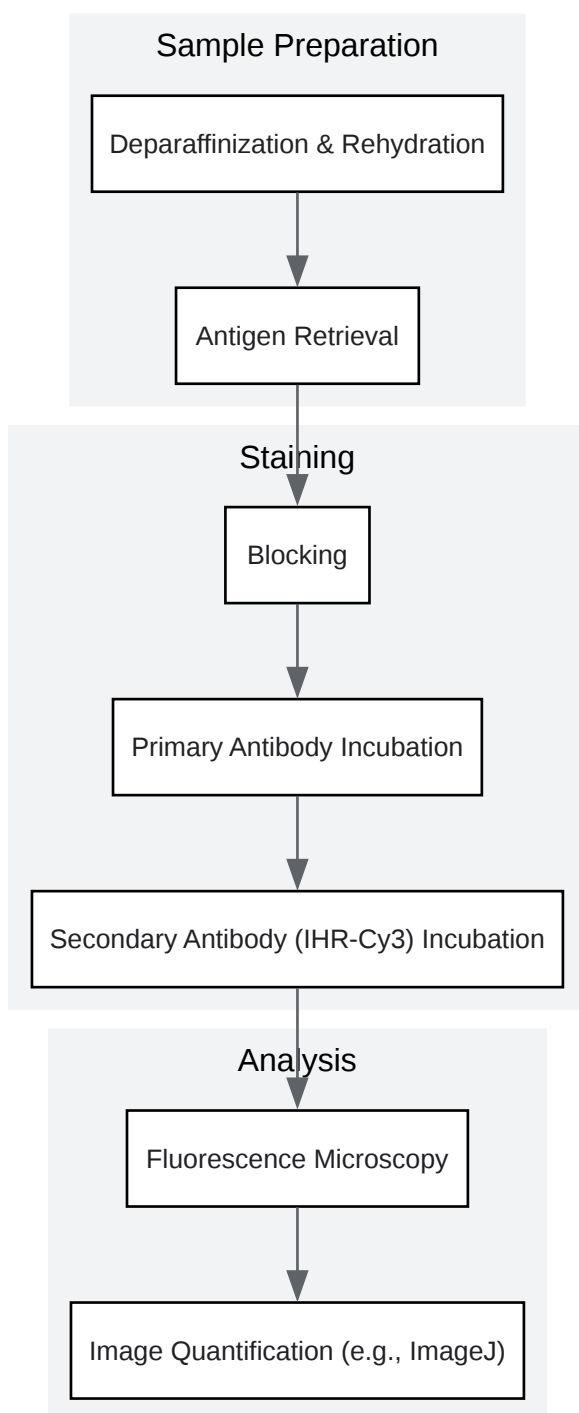 Sample Preparation
Deparaffinization & Rehydration
Antigen Retrieval
Staining
Blocking
Primary Antibody Incubation
Secondary Antibody (IHR-Cy3) Incubation
Analysis
Fluorescence Microscopy
Image Quantification (e.g., ImageJ)